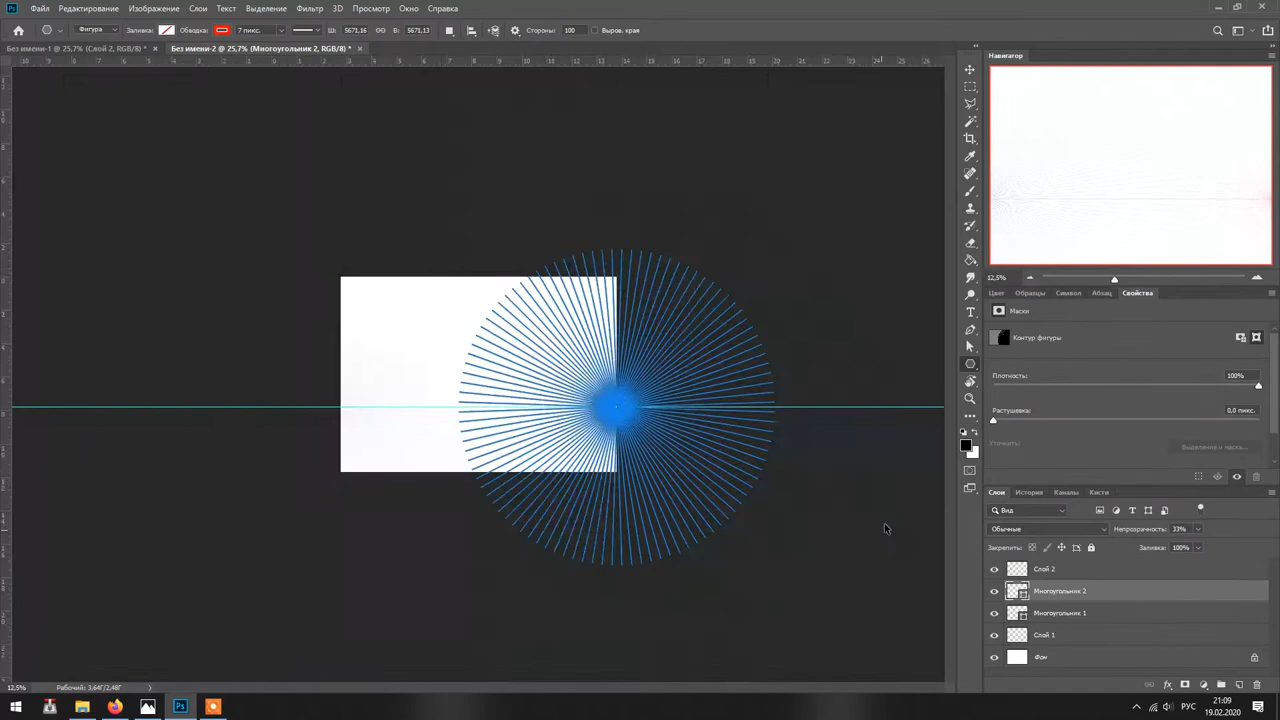 Файл Редактирование Изображение Слои Текст Выделение Фильтр 3D Просмотр Окно Справка
Фигура Заливка: Обводка: 7 пикс. Ш: 5671,16 В: 5671,13 Стороны: 100 Выров. края
Без имени-1 @ 25,7% (Слой 2, RGB/8) * × Без имени-2 @ 25,7% (Многоугольник 2, RGB/8) * ×
Навигатор
12,5%
Цвет Образцы Символ Абзац Свойства
Маски
Контур фигуры
Плотность: 100%
Растушевка: 0,0 пикс.
Уточнить:
Выделение и маска...
Слои История Каналы Кисти
Вид
Обычные Непрозрачность: 33%
Закрепить: Заливка: 100%
Слой 2
Многоугольник 2
Многоугольник 1
Слой 1
Фон
12,5% Рабочий: 3,64Г/2,48Г
Ps
РУС
21:09
19.02.2020